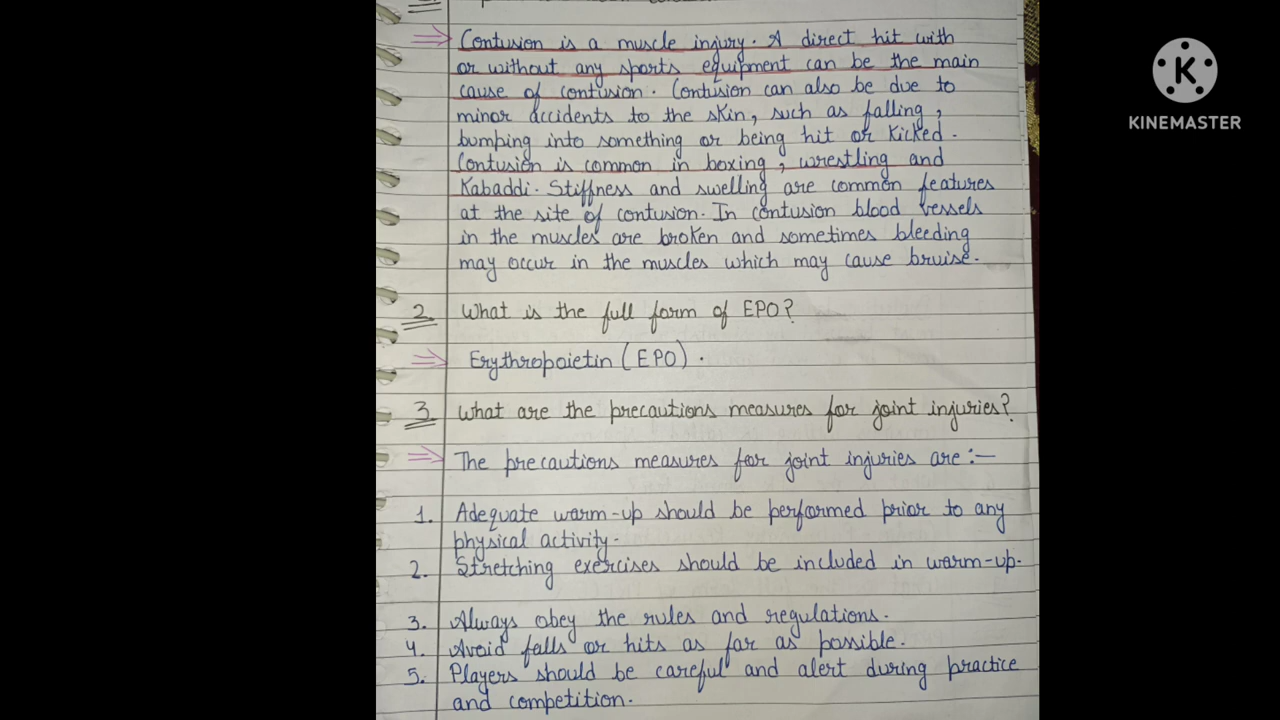 Contusion is a muscle injury. A direct hit with
or without any sports equipment can be the main
cause of contusion. Contusion can also be due to
minor accidents to the skin, such as falling,
bumping into something or being hit or kicked.
Contusion is common in boxing, wrestling and
Kabaddi. Stiffness and swelling are common features
at the site of contusion. In contusion blood vessels
in the muscles are broken and sometimes bleeding
may occur in the muscles which may cause bruise.
2. What is the full form of EPO?
⇒ Erythropoietin (EPO).
3. What are the precautions measures for joint injuries?
⇒ The precautions measures for joint injuries are :—
1. Adequate warm-up should be performed prior to any
physical activity.
2. Stretching exercises should be included in warm-up.
3. Always obey the rules and regulations.
4. Avoid falls or hits as far as possible.
5. Players should be careful and alert during practice
and competition.
K
KINEMASTER